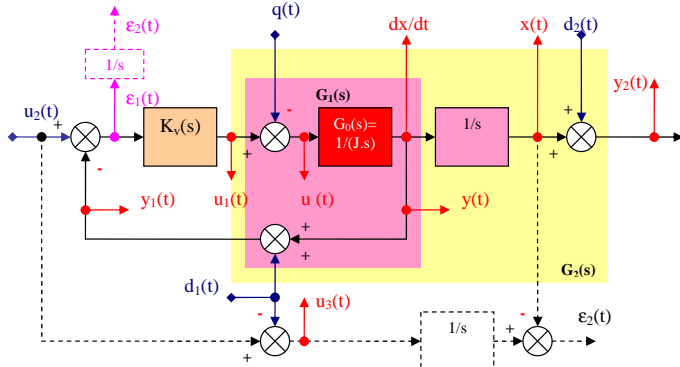 q(t)
dx/dt
x(t)
d₂(t)
ε₂(t)
1/s
ε₁(t)
u₂(t)
+
-
K_v(s)
+
-
G₁(s)
G₀(s)=
1/(J.s)
1/s
+
+
y₂(t)
y₁(t)
u₁(t)
u (t)
y(t)
+
+
G₂(s)
d₁(t)
-
+
u₃(t)
1/s
-
+
ε₂(t)